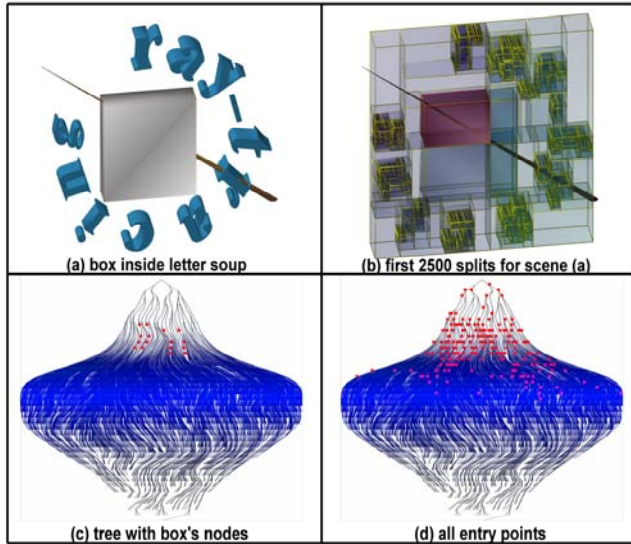 (a) box inside letter soup
(b) first 2500 splits for scene (a)
(c) tree with box's nodes
(d) all entry points